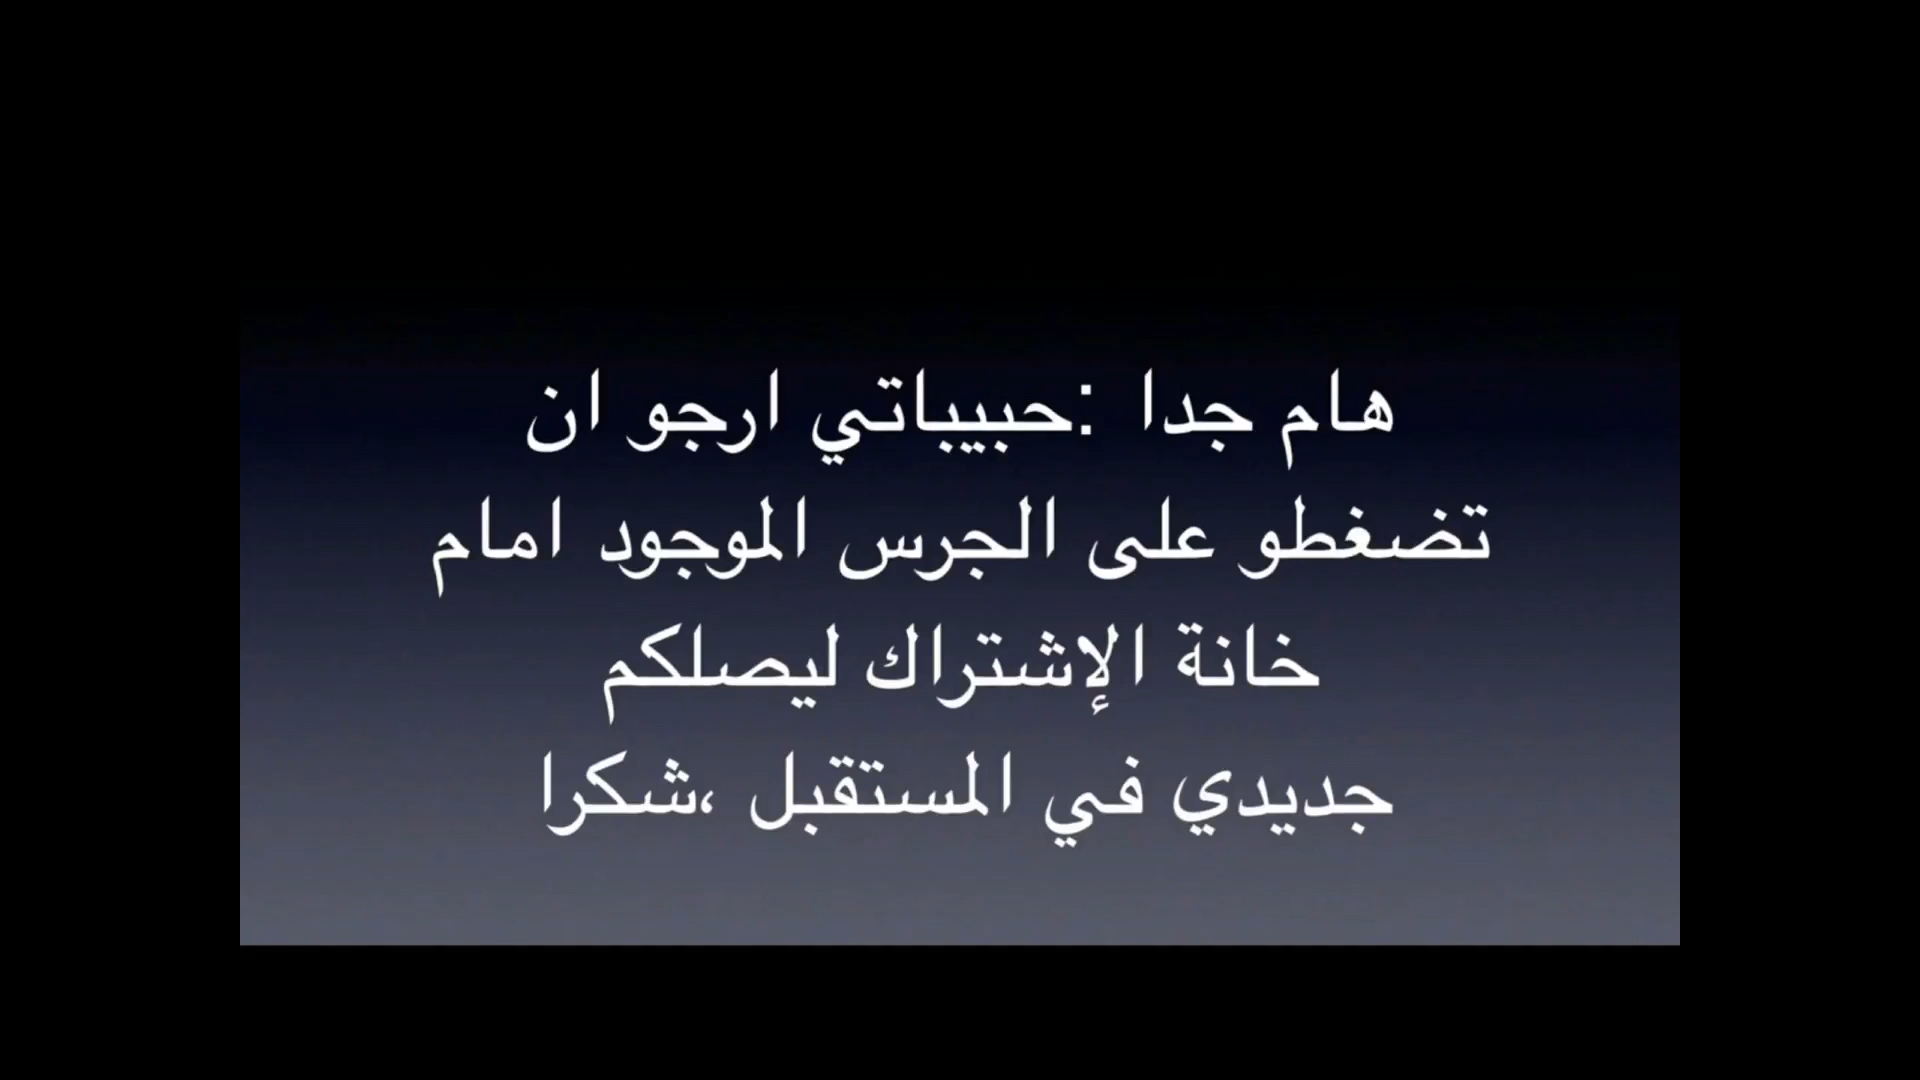 هام جدا :حبيباتي ارجو ان
تضغطو على الجرس الموجود امام
خانة الإشتراك ليصلكم
جديدي في المستقبل ،شكرا